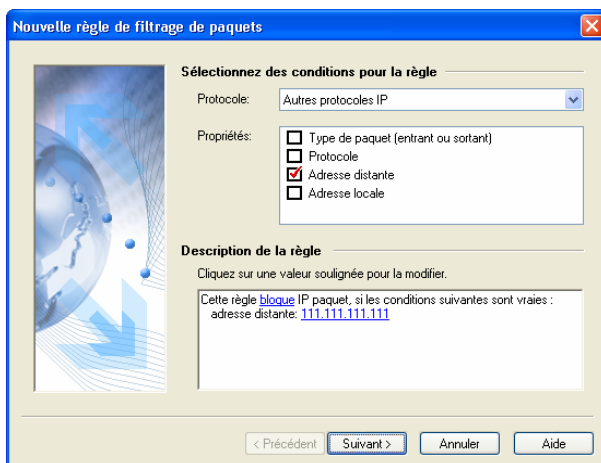 Nouvelle règle de filtrage de paquets
Sélectionnez des conditions pour la règle
Protocole: Autres protocoles IP
Propriétés: Type de paquet (entrant ou sortant)
Protocole
Adresse distante
Adresse locale
Description de la règle
Cliquez sur une valeur soulignée pour la modifier.
Cette règle bloque IP paquet, si les conditions suivantes sont vraies :
adresse distante: 111.111.111.111
< Précédent Suivant > Annuler Aide